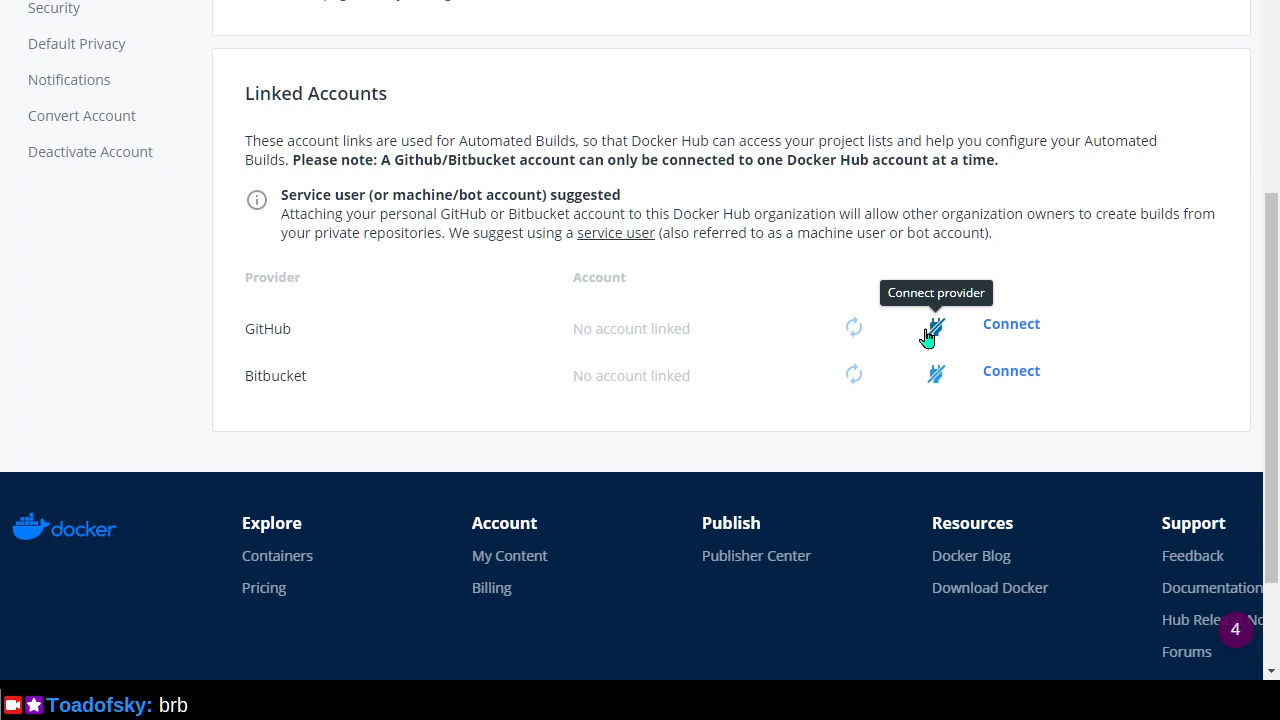 Security
Default Privacy
Notifications
Convert Account
Deactivate Account
Linked Accounts
These account links are used for Automated Builds, so that Docker Hub can access your project lists and help you configure your Automated
Builds. Please note: A Github/Bitbucket account can only be connected to one Docker Hub account at a time.
Service user (or machine/bot account) suggested
Attaching your personal GitHub or Bitbucket account to this Docker Hub organization will allow other organization owners to create builds from
your private repositories. We suggest using a service user (also referred to as a machine user or bot account).
Provider Account
Connect provider
GitHub No account linked Connect
Bitbucket No account linked Connect
docker
Explore
Containers
Pricing
Account
My Content
Billing
Publish
Publisher Center
Resources
Docker Blog
Download Docker
Support
Feedback
Documentation
Hub
Forums
4
Toadofsky: brb